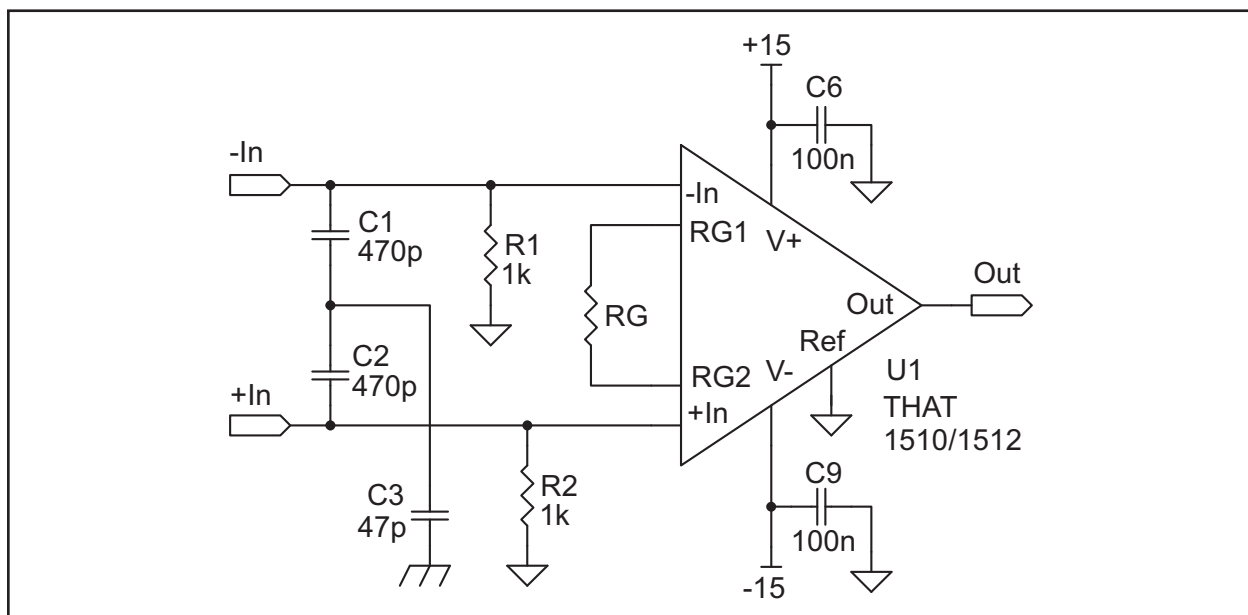 +15
C6
100n
-In
C1
470p
R1
1k
-In
RG1
V+
RG
Out
Out
Ref
C2
470p
+In
RG2
V-
+In
U1
THAT
1510/1512
C3
47p
R2
1k
C9
100n
-15